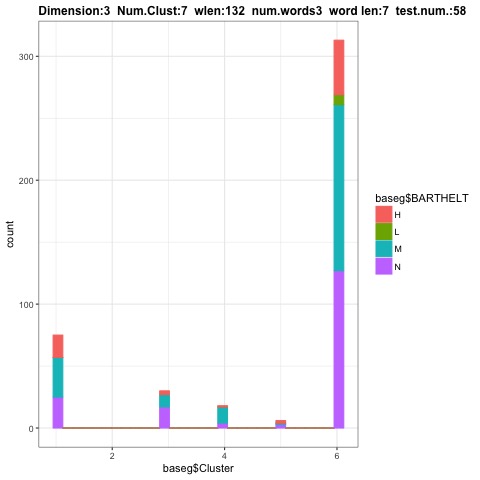 Dimension:3  Num.Clust:7  wlen:132  num.words3  word len:7  test.num.:58
300
200
100
0
count
2
4
6
baseg$Cluster
baseg$BARTHELT
H
L
M
N